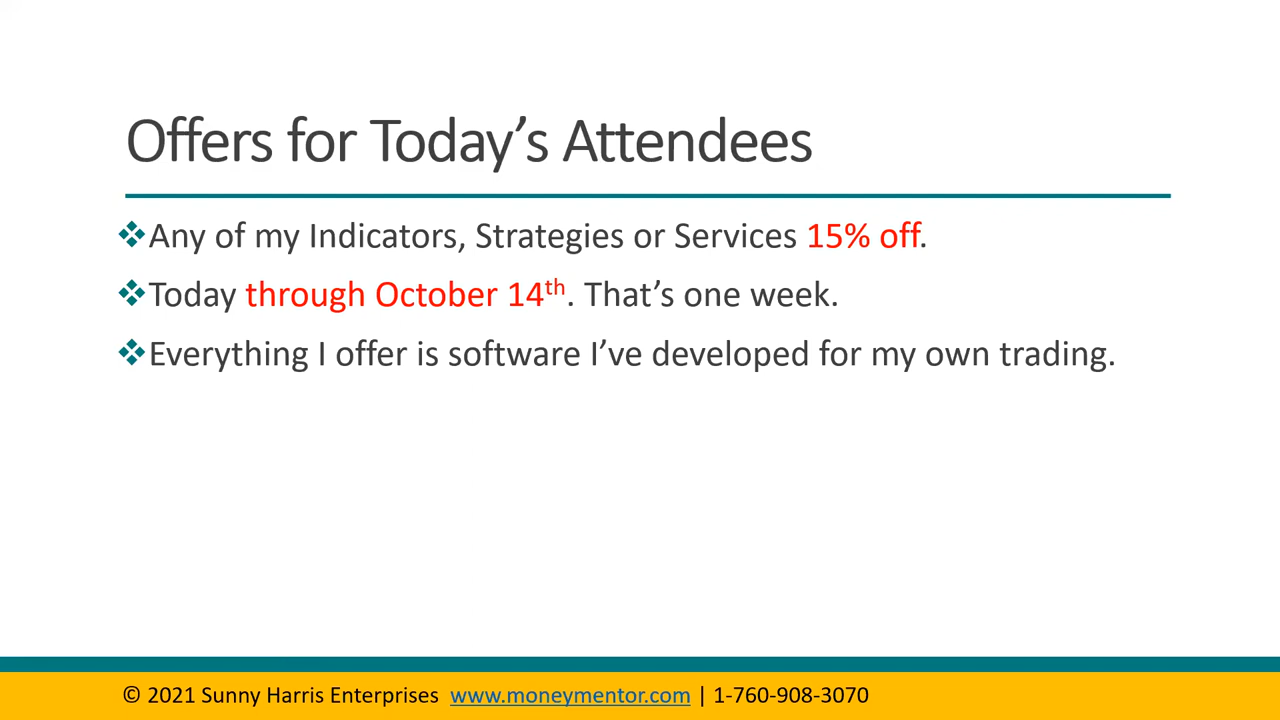 Offers for Today’s Attendees
❖Any of my Indicators, Strategies or Services 15% off.
❖Today through October 14th. That’s one week.
❖Everything I offer is software I’ve developed for my own trading.
© 2021 Sunny Harris Enterprises www.moneymentor.com | 1-760-908-3070